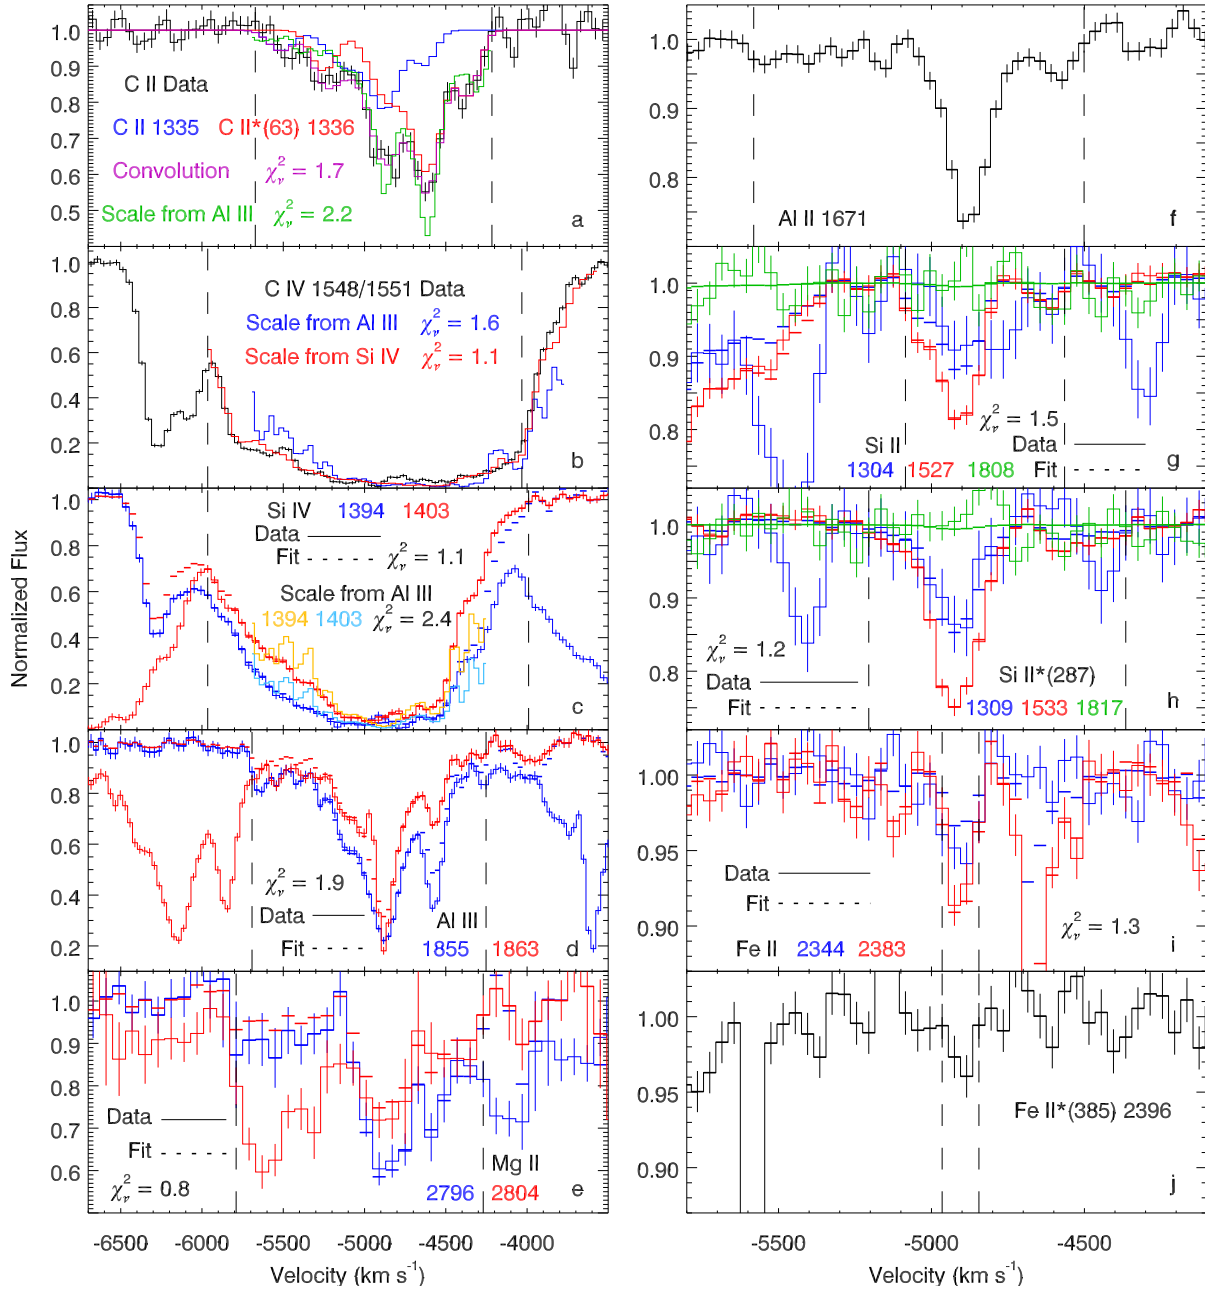 Normalized Flux
1.0
0.9
0.8
0.7
0.6
0.5
C II Data
C II 1335 C II*(63) 1336
Convolution χ²ᵥ = 1.7
Scale from Al III χ²ᵥ = 2.2
a
1.0
0.8
0.6
0.4
0.2
C IV 1548/1551 Data
Scale from Al III χ²ᵥ = 1.6
Scale from Si IV χ²ᵥ = 1.1
b
1.0
0.8
0.6
0.4
0.2
Si IV 1394 1403
Data
Fit χ²ᵥ = 1.1
Scale from Al III
1394 1403 χ²ᵥ = 2.4
c
1.0
0.8
0.6
0.4
0.2
χ²ᵥ = 1.9
Data Al III
Fit 1855 1863
d
1.0
0.9
0.8
0.7
0.6
Data
Fit Mg II
χ²ᵥ = 0.8 2796 2804
e
-6500 -6000 -5500 -5000 -4500 -4000
Velocity (km s⁻¹)
1.0
0.9
0.8
Al II 1671
f
1.0
0.9
0.8
χ²ᵥ = 1.5
Si II Data
1304 1527 1808 Fit
g
1.0
0.9
0.8
χ²ᵥ = 1.2
Data Si II*(287)
Fit 1309 1533 1817
h
1.00
0.95
0.90
Data
Fit
χ²ᵥ = 1.3
Fe II 2344 2383
i
1.00
0.95
0.90
Fe II*(385) 2396
j
-5500 -5000 -4500
Velocity (km s⁻¹)